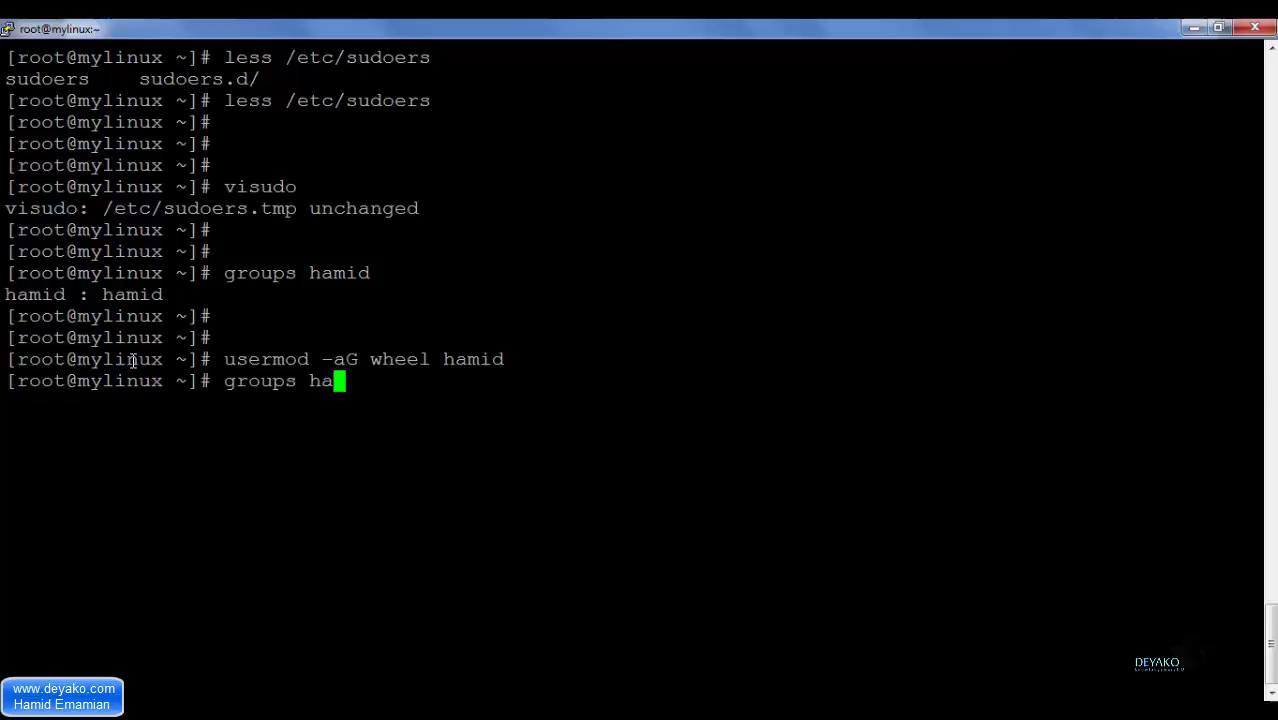 root@mylinux:~
[root@mylinux ~]# less /etc/sudoers
sudoers    sudoers.d/
[root@mylinux ~]# less /etc/sudoers
[root@mylinux ~]#
[root@mylinux ~]#
[root@mylinux ~]#
[root@mylinux ~]# visudo
visudo: /etc/sudoers.tmp unchanged
[root@mylinux ~]#
[root@mylinux ~]#
[root@mylinux ~]# groups hamid
hamid : hamid
[root@mylinux ~]#
[root@mylinux ~]#
[root@mylinux ~]# usermod -aG wheel hamid
[root@mylinux ~]# groups ha
DEYAKO
www.deyako.com
Hamid Emamian